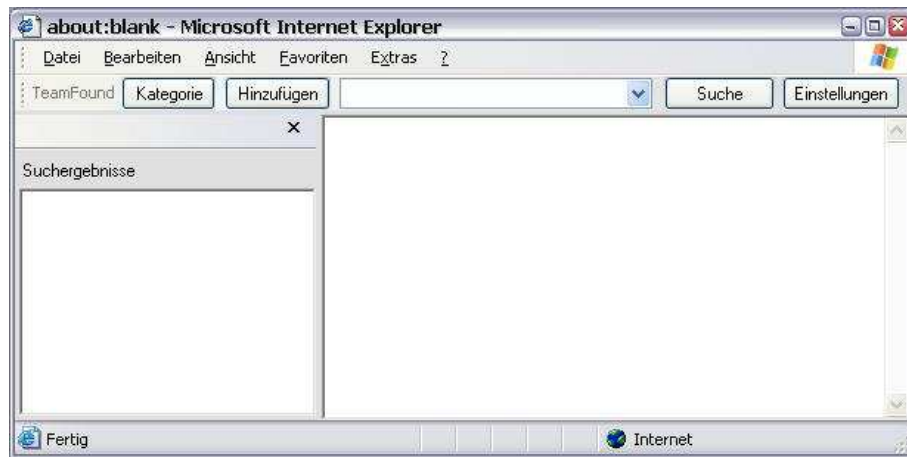 about:blank - Microsoft Internet Explorer
Datei Bearbeiten Ansicht Favoriten Extras ?
TeamFound Kategorie Hinzufügen Suche Einstellungen
Suchergebnisse
Fertig Internet